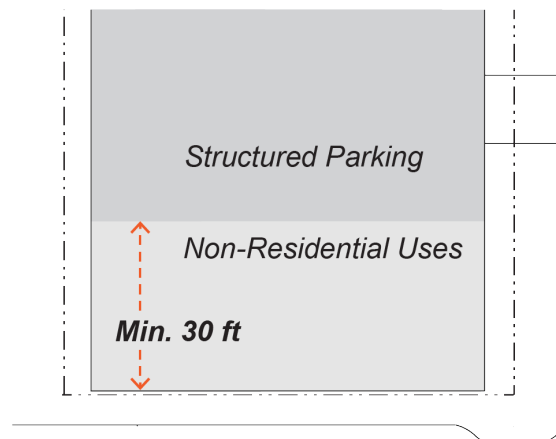 Structured Parking
Non-Residential Uses
Min. 30 ft